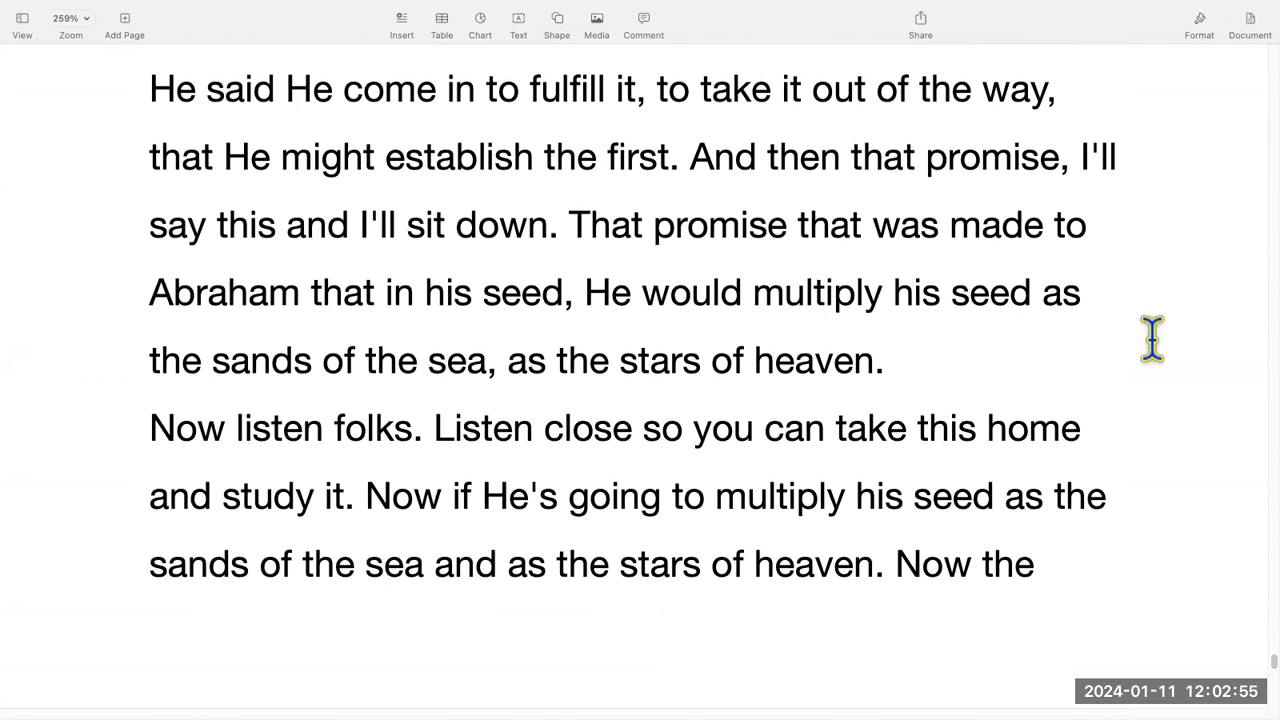 259%
View
Zoom
Add Page
Insert
Table
Chart
Text
Shape
Media
Comment
Share
Format
Document
He said He come in to fulfill it, to take it out of the way,
that He might establish the first. And then that promise, I'll
say this and I'll sit down. That promise that was made to
Abraham that in his seed, He would multiply his seed as
the sands of the sea, as the stars of heaven.
Now listen folks. Listen close so you can take this home
and study it. Now if He's going to multiply his seed as the
sands of the sea and as the stars of heaven. Now the
2024-01-11 12:02:55